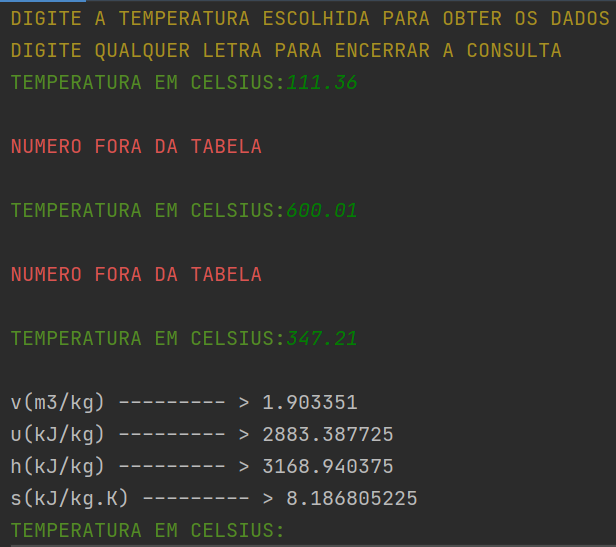 DIGITE A TEMPERATURA ESCOLHIDA PARA OBTER OS DADOS
DIGITE QUALQUER LETRA PARA ENCERRAR A CONSULTA
TEMPERATURA EM CELSIUS:111.36
NUMERO FORA DA TABELA
TEMPERATURA EM CELSIUS:600.01
NUMERO FORA DA TABELA
TEMPERATURA EM CELSIUS:347.21
v(m3/kg) --------- > 1.903351
u(kJ/kg) --------- > 2883.387725
h(kJ/kg) --------- > 3168.940375
s(kJ/kg.K) --------- > 8.186805225
TEMPERATURA EM CELSIUS: